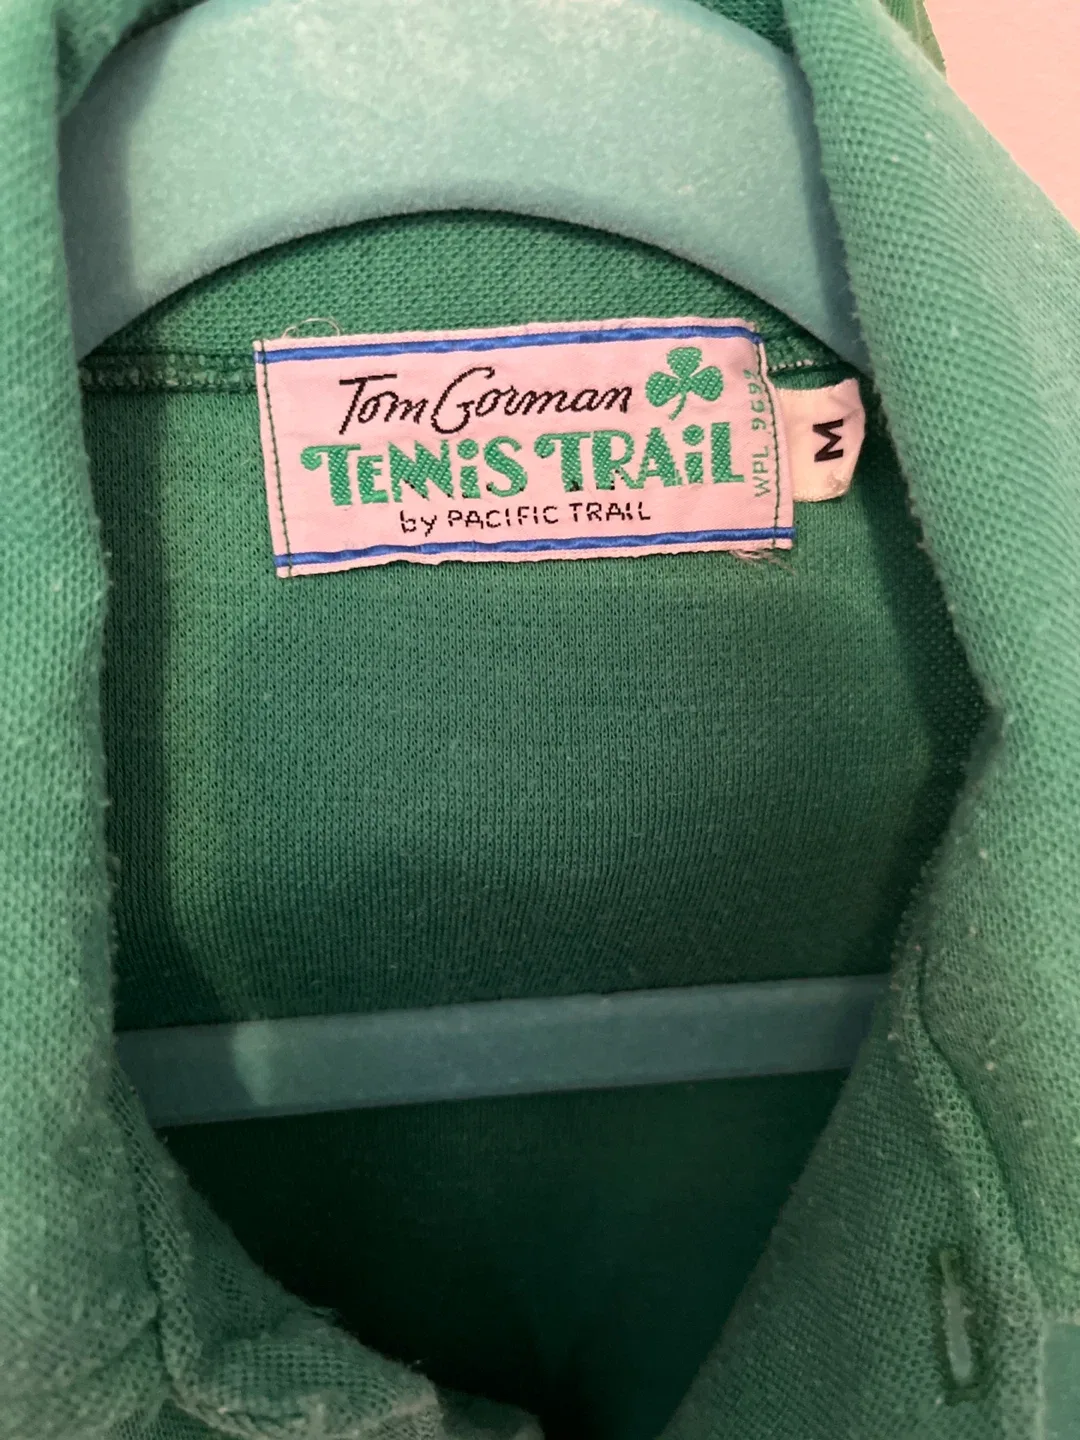 Tom Gorman
TENNiS TRAiL
by PACIFIC TRAIL
WPL 9692
M